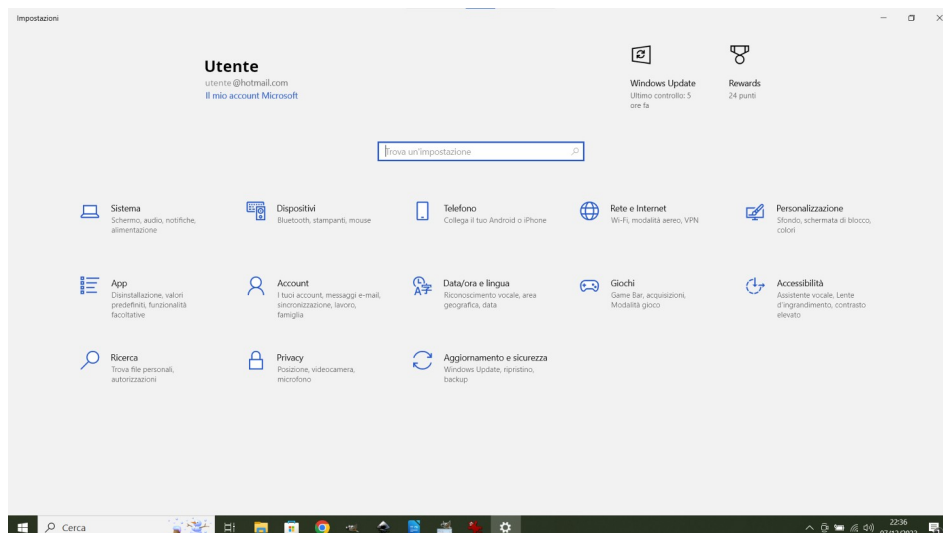 Impostazioni
Utente
utente @hotmail.com
Il mio account Microsoft
Windows Update
Ultimo controllo: 5
ore fa
Rewards
24 punti
Trova un'impostazione
Sistema
Schermo, audio, notifiche,
alimentazione
Dispositivi
Bluetooth, stampanti, mouse
Telefono
Collega il tuo Android o iPhone
Rete e Internet
Wi-Fi, modalità aereo, VPN
Personalizzazione
Sfondo, schermata di blocco,
colori
App
Disinstallazione, valori
predefiniti, funzionalità
facoltative
Account
I tuoi account, messaggi e-mail,
sincronizzazione, lavoro,
famiglia
Data/ora e lingua
Riconoscimento vocale, area
geografica, data
Giochi
Game Bar, acquisizioni,
Modalità gioco
Accessibilità
Assistente vocale, Lente
d'ingrandimento, contrasto
elevato
Ricerca
Trova file personali,
autorizzazioni
Privacy
Posizione, videocamera,
microfono
Aggiornamento e sicurezza
Windows Update, ripristino,
backup
Cerca
22:36